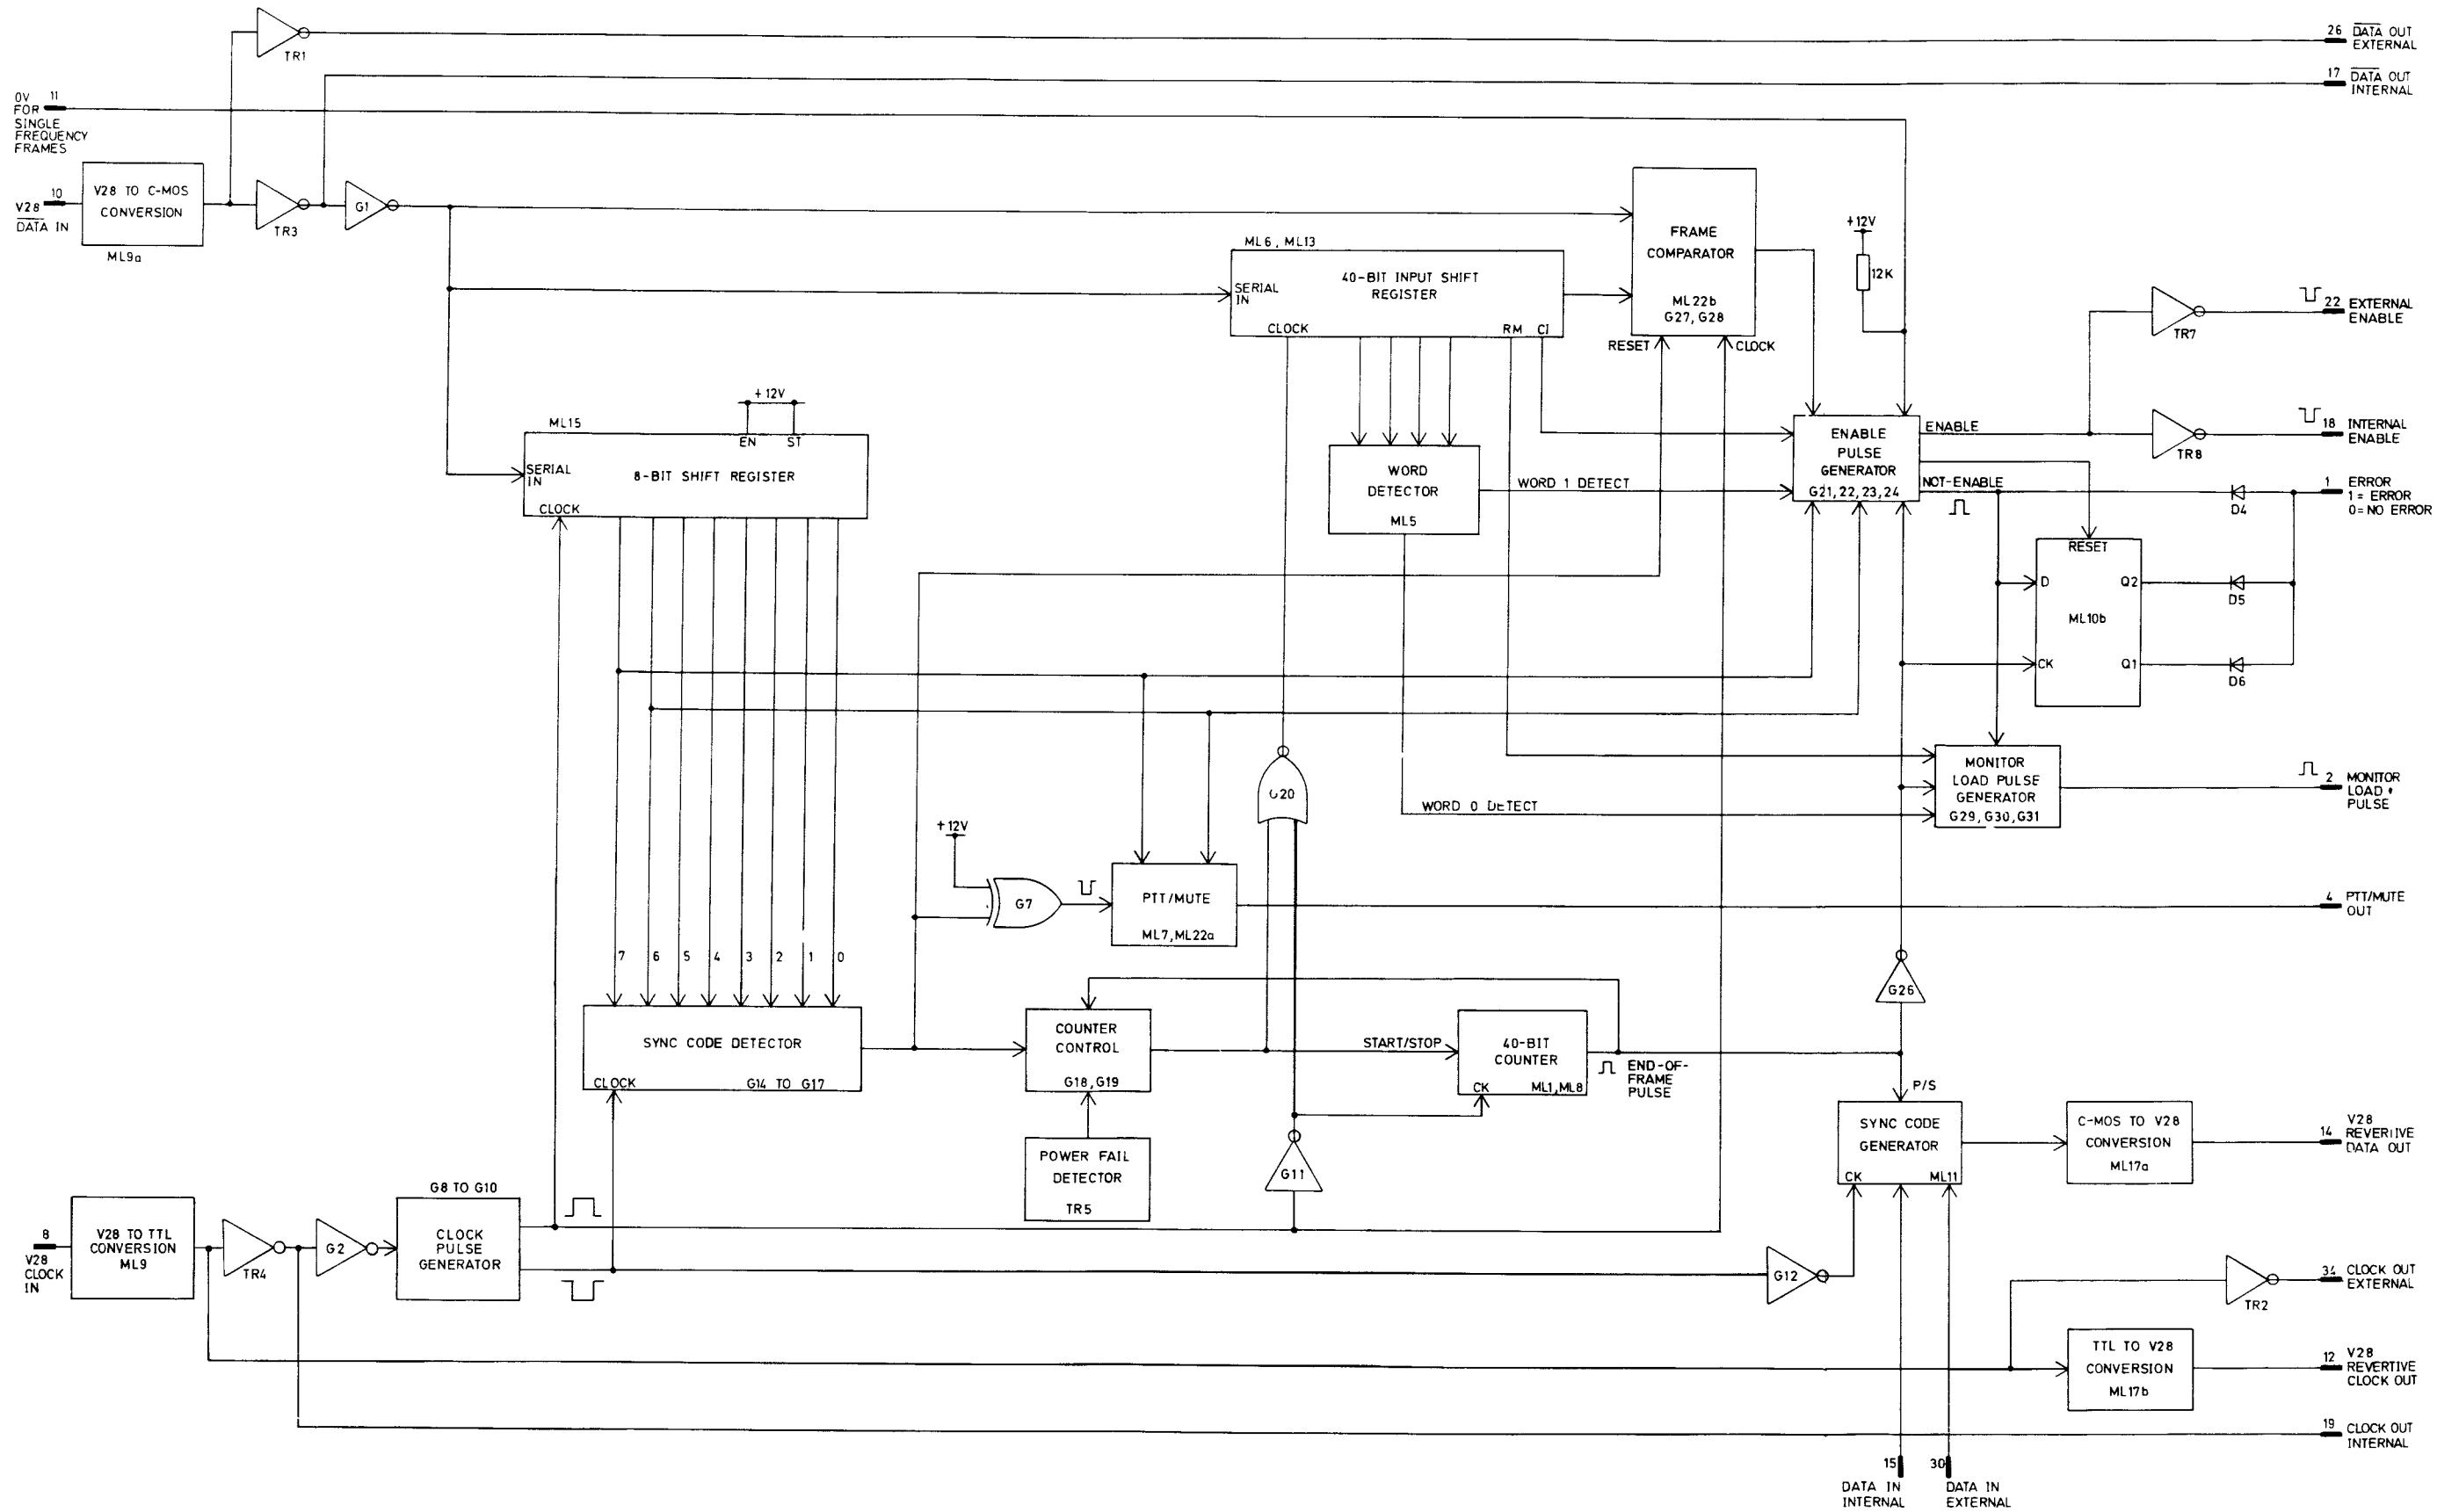 TR1
26 DATA OUT
EXTERNAL
17 DATA OUT
INTERNAL
0V 11
FOR
SINGLE
FREQUENCY
FRAMES
10
V28
DATA IN
V28 TO C-MOS
CONVERSION
ML9a
TR3
G1
ML6, ML13
40-BIT INPUT SHIFT
REGISTER
SERIAL
IN
CLOCK
RM CI
FRAME
COMPARATOR
ML22b
G27, G28
RESET
CLOCK
+12V
12K
TR7
22 EXTERNAL
ENABLE
TR8
18 INTERNAL
ENABLE
ML15
+12V
EN ST
SERIAL
IN
8-BIT SHIFT REGISTER
CLOCK
WORD
DETECTOR
ML5
WORD 1 DETECT
ENABLE
PULSE
GENERATOR
G21, 22, 23, 24
ENABLE
NOT-ENABLE
D4
1 ERROR
1= ERROR
0= NO ERROR
RESET
D Q2
ML10b
CK Q1
D5
D6
MONITOR
LOAD PULSE
GENERATOR
G29, G30, G31
2 MONITOR
LOAD
PULSE
WORD 0 DETECT
G20
+12V
G7
PTT/MUTE
ML7, ML22a
4 PTT/MUTE
OUT
7 6 5 4 3 2 1 0
SYNC CODE DETECTOR
CLOCK G14 TO G17
COUNTER
CONTROL
G18, G19
START/STOP
40-BIT
COUNTER
CK ML1, ML8
END-OF-
FRAME
PULSE
G26
P/S
SYNC CODE
GENERATOR
CK ML11
C-MOS TO V28
CONVERSION
ML17a
14 V28
REVERTIVE
DATA OUT
POWER FAIL
DETECTOR
TR5
G11
8
V28
CLOCK
IN
V28 TO TTL
CONVERSION
ML9
TR4
G2
G8 TO G10
CLOCK
PULSE
GENERATOR
G12
TR2
34 CLOCK OUT
EXTERNAL
TTL TO V28
CONVERSION
ML17b
12 V28
REVERTIVE
CLOCK OUT
19 CLOCK OUT
INTERNAL
15
DATA IN
INTERNAL
30
DATA IN
EXTERNAL